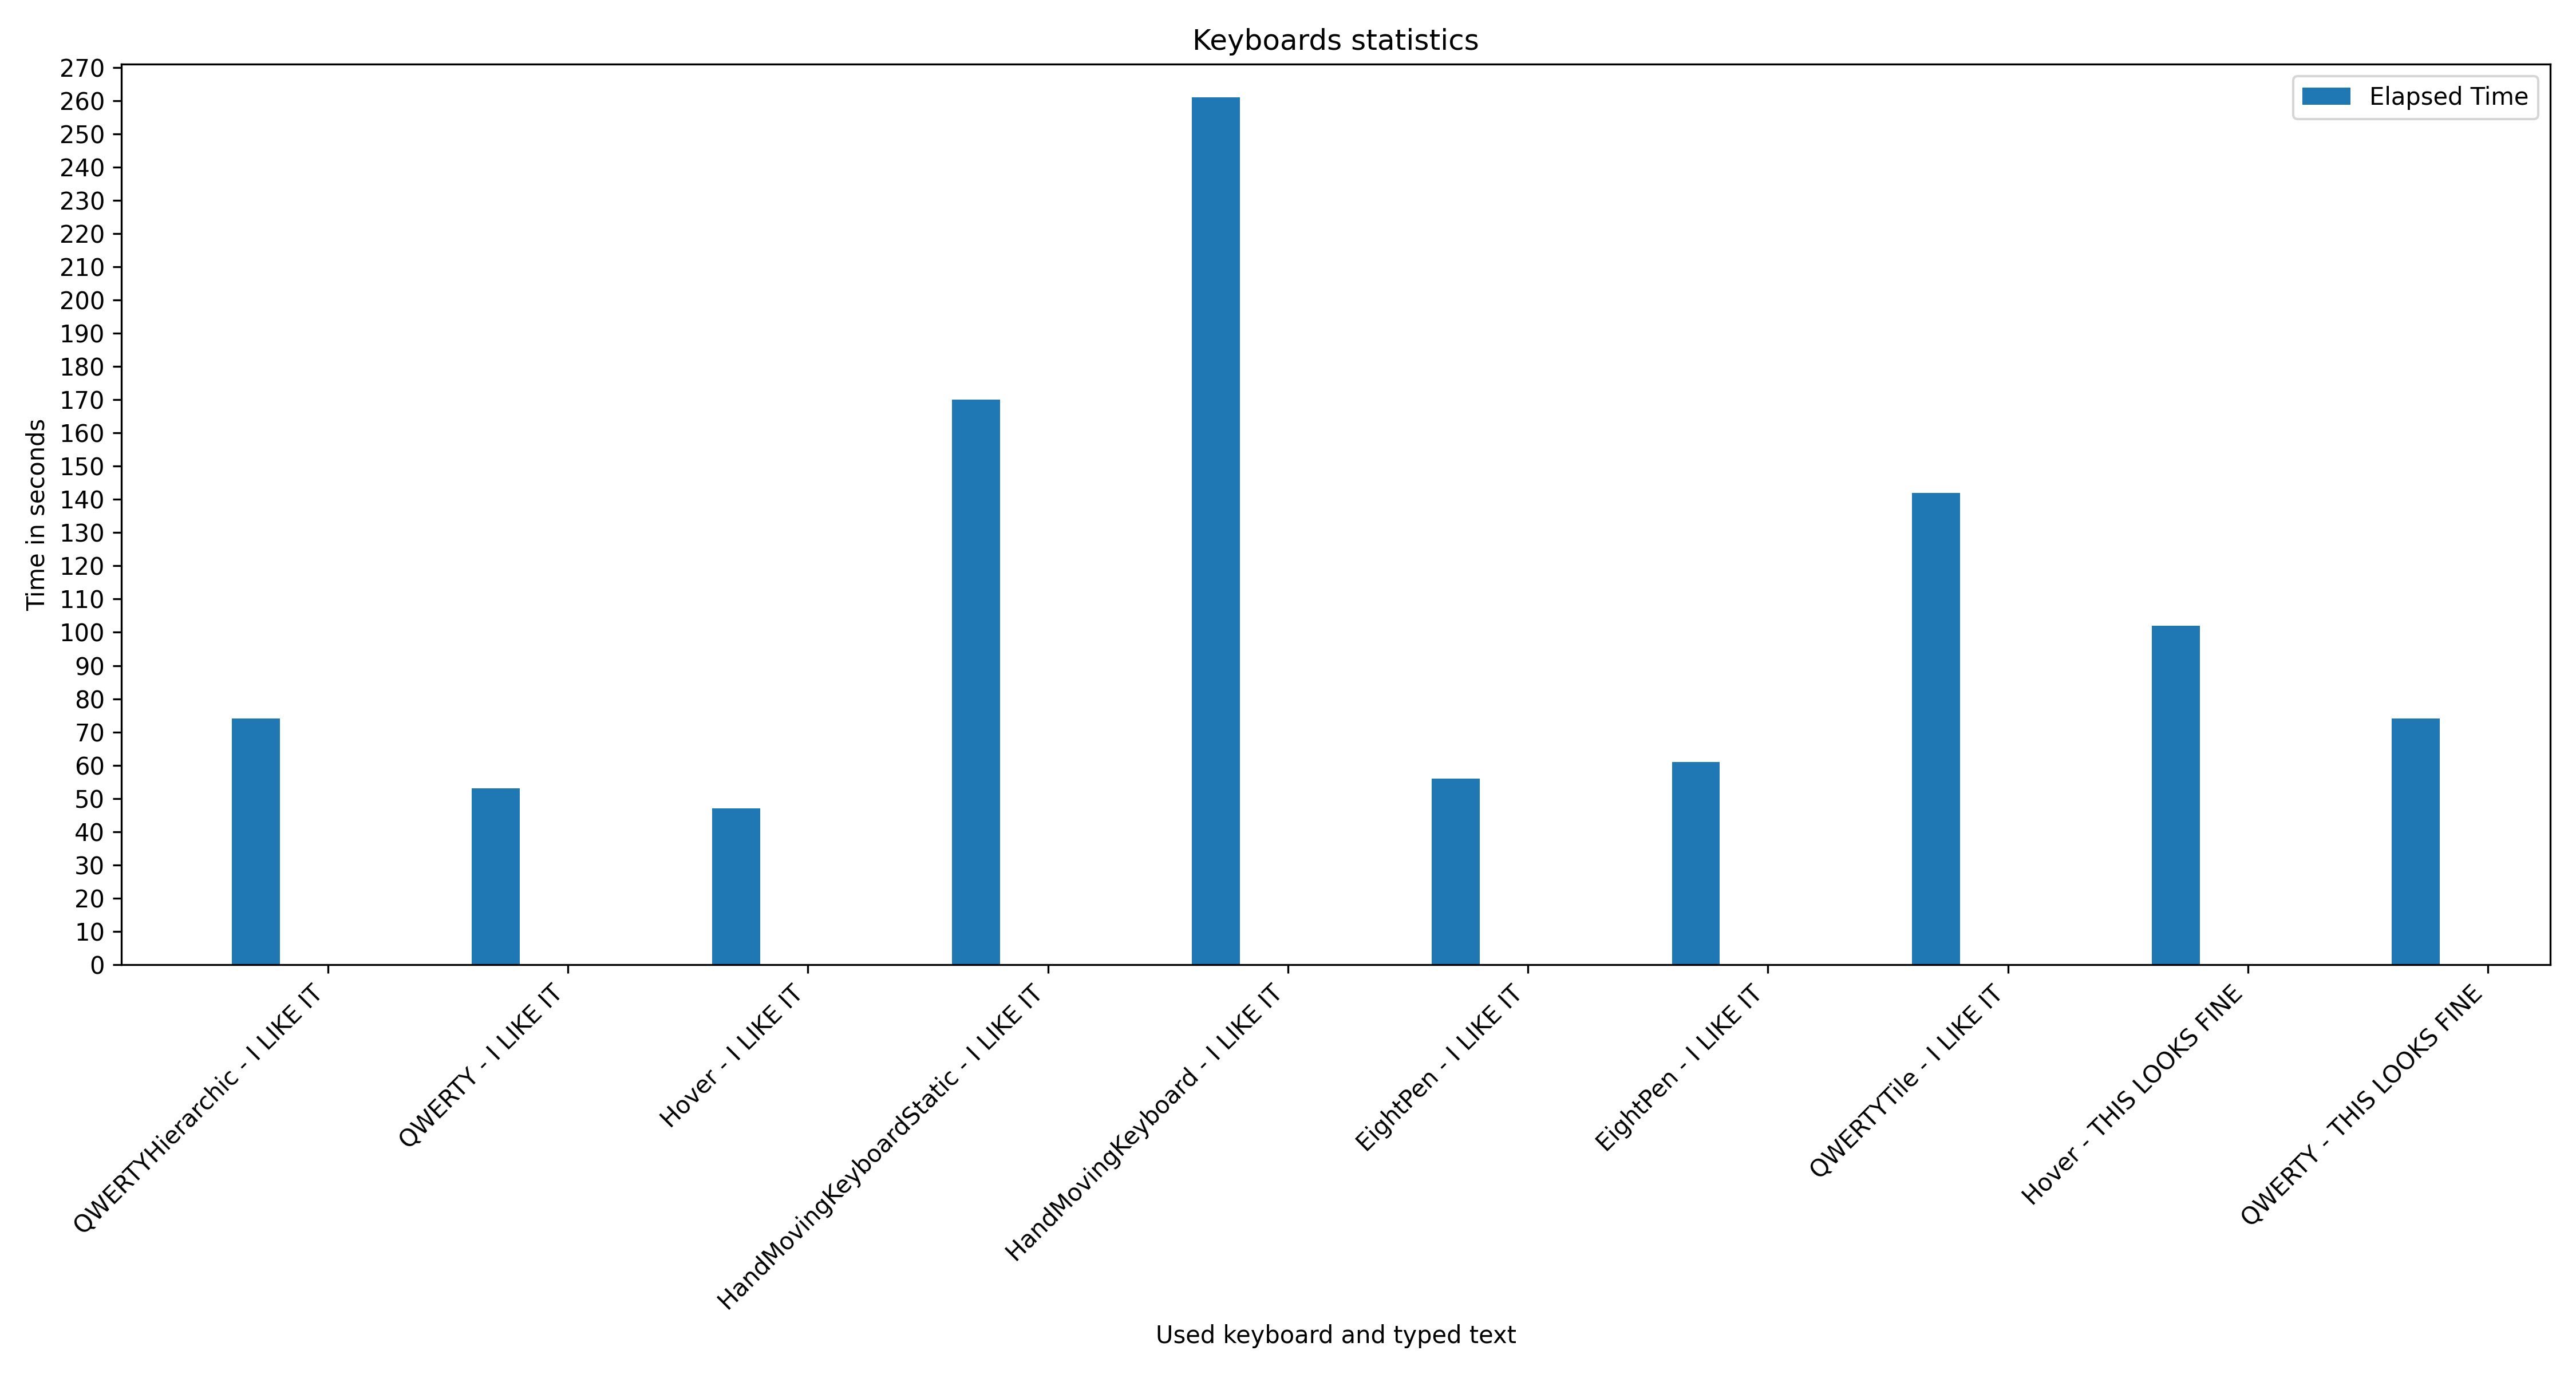 Keyboards statistics
270
260
250
240
230
220
210
200
190
180
170
160
150
140
130
120
110
100
90
80
70
60
50
40
30
20
10
0
Time in seconds
Elapsed Time
QWERTYHierarchic - I LIKE IT
QWERTY - I LIKE IT
Hover - I LIKE IT
HandMovingKeyboardStatic - I LIKE IT
HandMovingKeyboard - I LIKE IT
EightPen - I LIKE IT
EightPen - I LIKE IT
QWERTYTile - I LIKE IT
Hover - THIS LOOKS FINE
QWERTY - THIS LOOKS FINE
Used keyboard and typed text